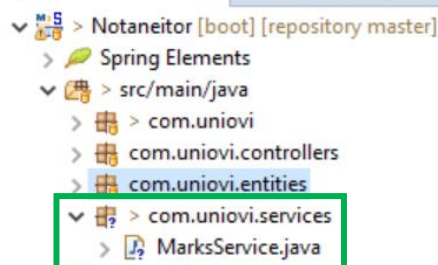 > Notaneitor [boot] [repository master]
Spring Elements
> src/main/java
> com.uniovi
com.uniovi.controllers
com.uniovi.entities
> com.uniovi.services
MarksService.java